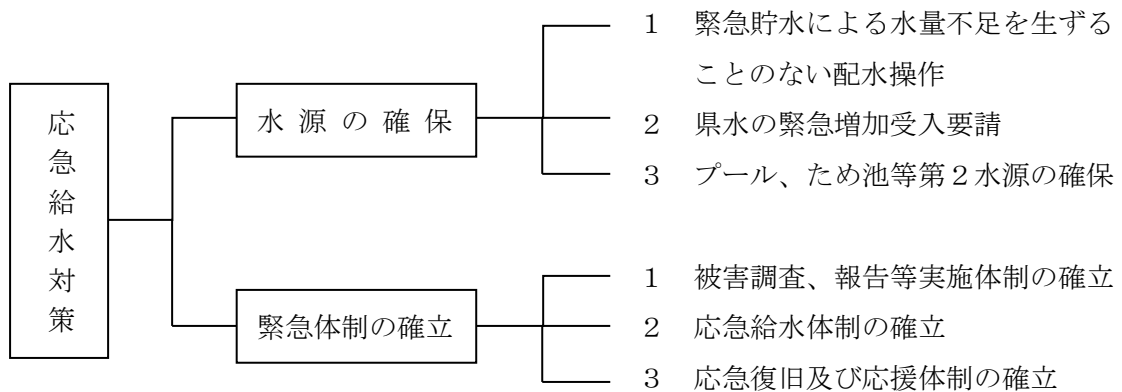 応急給水対策
水源の確保
1 緊急貯水による水量不足を生ずる
ことのない配水操作
2 県水の緊急増加受入要請
3 プール、ため池等第2水源の確保
緊急体制の確立
1 被害調査、報告等実施体制の確立
2 応急給水体制の確立
3 応急復旧及び応援体制の確立